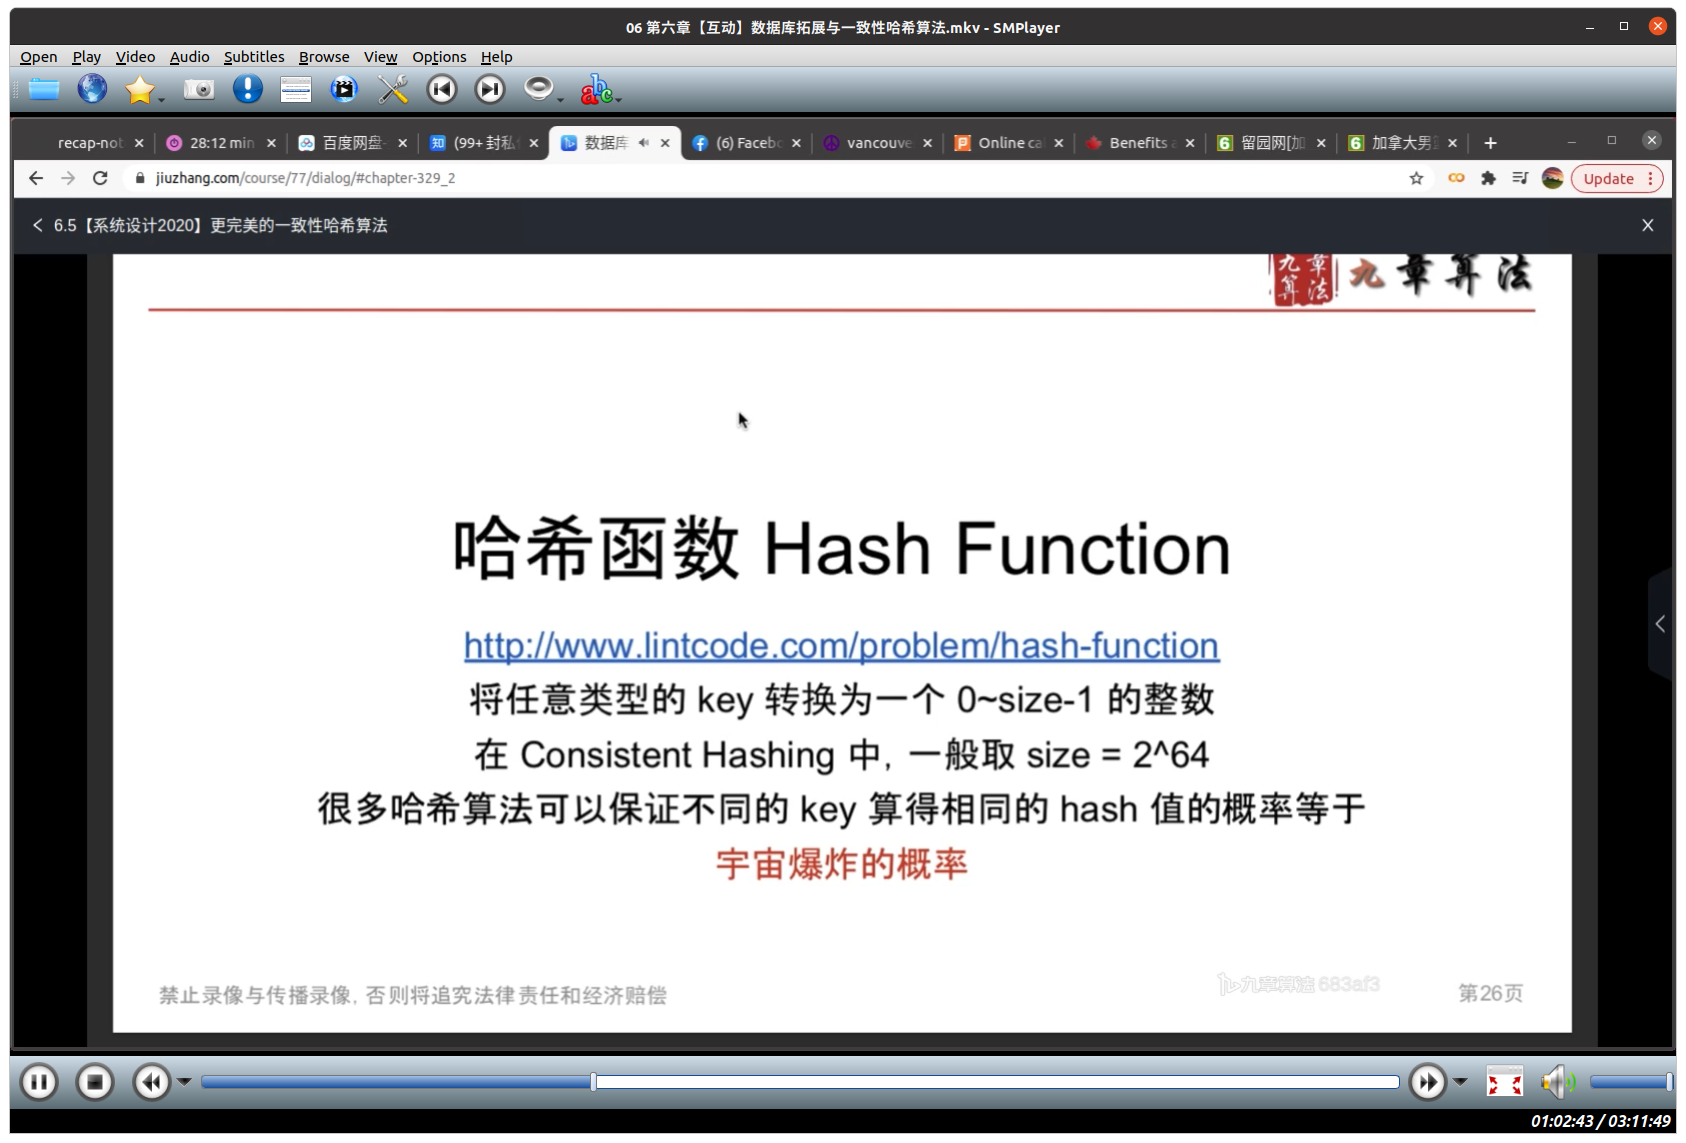 06 第六章【互动】数据库拓展与一致性哈希算法.mkv - SMPlayer
Open Play Video Audio Subtitles Browse View Options Help
abc
recap-not 28:12 min 百度网盘- 知 (99+ 封私 数据库 (6) Facebo vancouve Online ca Benefits a 6 留园网[加 6 加拿大男
jiuzhang.com/course/77/dialog/#chapter-329_2
Update
6.5【系统设计2020】更完美的一致性哈希算法
九章算法 九章算法
哈希函数 Hash Function
http://www.lintcode.com/problem/hash-function
将任意类型的 key 转换为一个 0~size-1 的整数
在 Consistent Hashing 中, 一般取 size = 2^64
很多哈希算法可以保证不同的 key 算得相同的 hash 值的概率等于
宇宙爆炸的概率
九章算法 683af3
禁止录像与传播录像, 否则将追究法律责任和经济赔偿
第26页
01:02:43 / 03:11:49